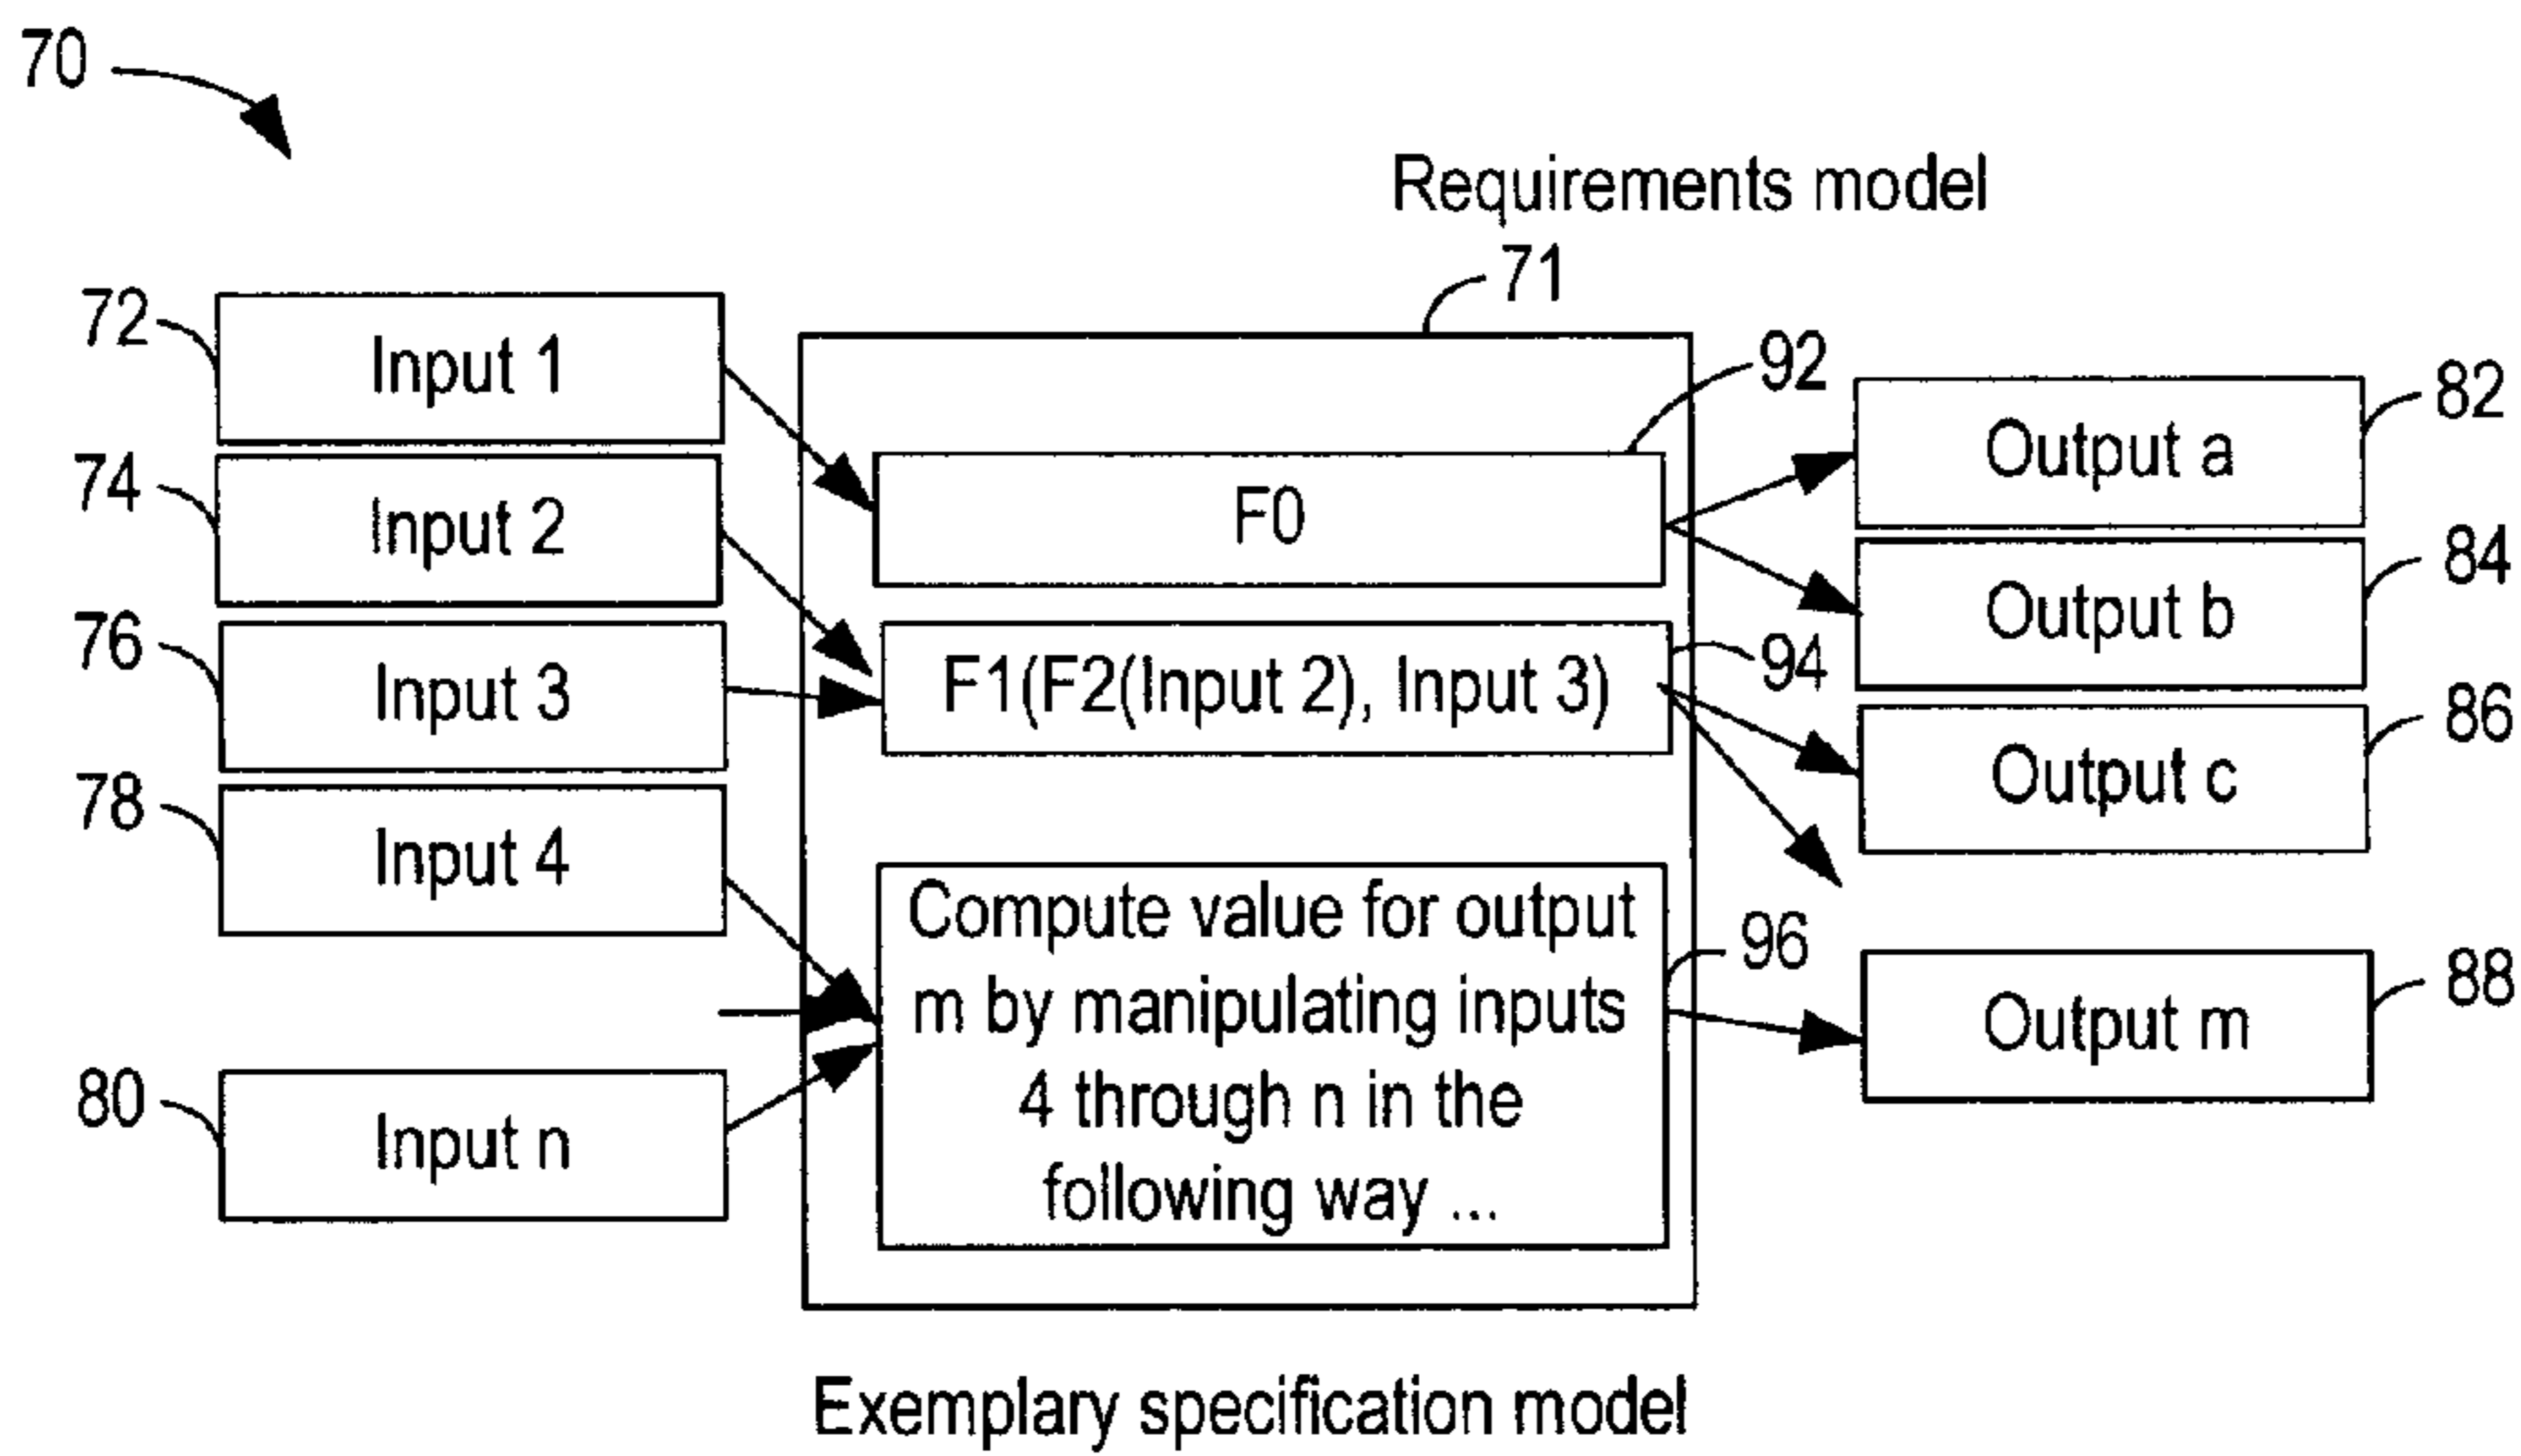 70
Requirements model
71
72
Input 1
92
82
Output a
74
Input 2
F0
84
Output b
76
Input 3
F1(F2(Input 2), Input 3)
94
86
Output c
78
Input 4
Compute value for output
m by manipulating inputs
4 through n in the
following way ...
96
88
Output m
80
Input n
Exemplary specification model